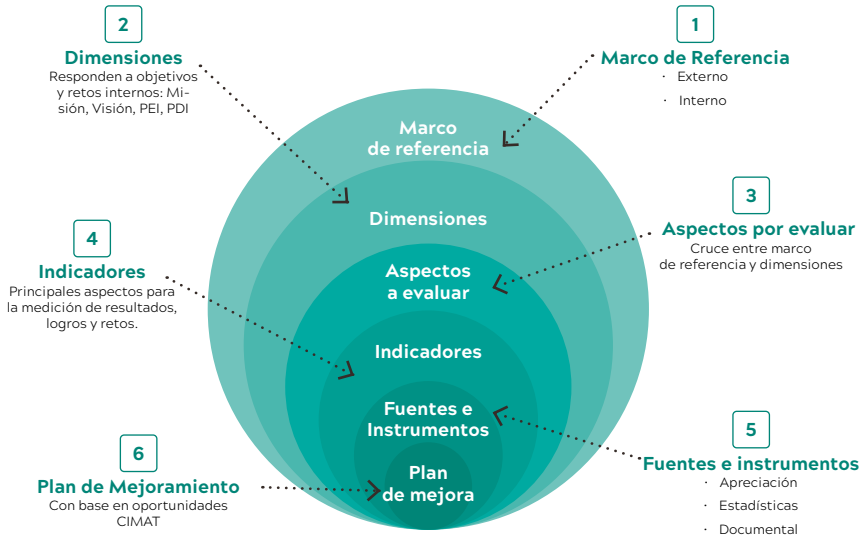 1
Marco de Referencia
· Externo
· Interno
2
Dimensiones
Responden a objetivos
y retos internos: Mi-
sión, Visión, PEI, PDI
3
Aspectos por evaluar
Cruce entre marco
de referencia y dimensiones
4
Indicadores
Principales aspectos para
la medición de resultados,
logros y retos.
5
Fuentes e instrumentos
· Apreciación
· Estadísticas
· Documental
6
Plan de Mejoramiento
Con base en oportunidades
CIMAT
Marco
de referencia
Dimensiones
Aspectos
a evaluar
Indicadores
Fuentes e
Instrumentos
Plan
de mejora